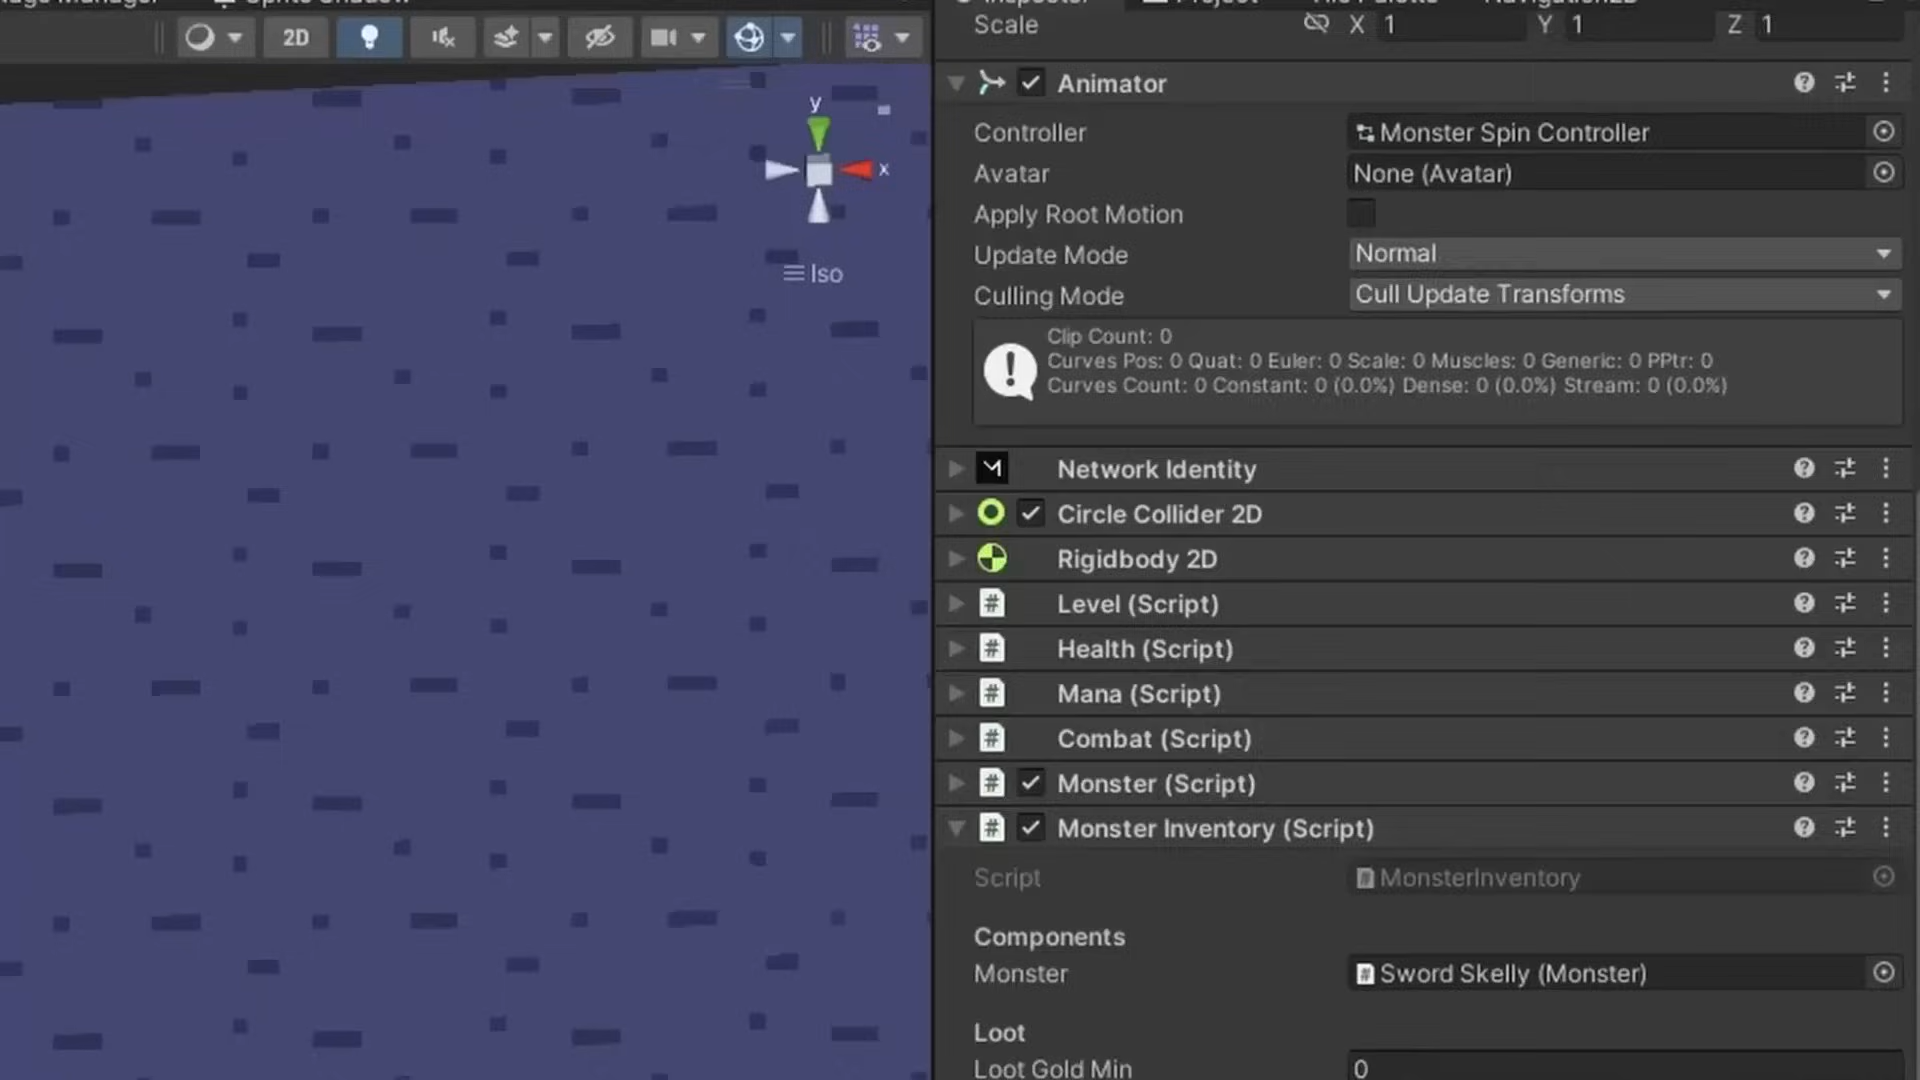 2D
y
x
Iso
Scale
X 1
Y 1
Z 1
Animator
Controller
Monster Spin Controller
Avatar
None (Avatar)
Apply Root Motion
Update Mode
Normal
Culling Mode
Cull Update Transforms
Clip Count: 0
Curves Pos: 0 Quat: 0 Euler: 0 Scale: 0 Muscles: 0 Generic: 0 PPtr: 0
Curves Count: 0 Constant: 0 (0.0%) Dense: 0 (0.0%) Stream: 0 (0.0%)
Network Identity
Circle Collider 2D
Rigidbody 2D
Level (Script)
Health (Script)
Mana (Script)
Combat (Script)
Monster (Script)
Monster Inventory (Script)
Script
MonsterInventory
Components
Monster
Sword Skelly (Monster)
Loot
Loot Gold Min
0